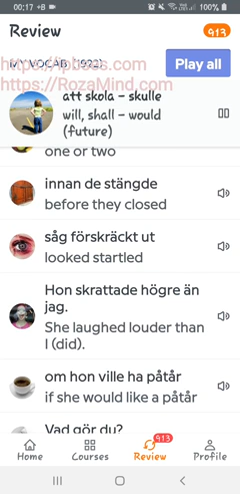 00:17 +B
100%
Review
913
MY VOCAB (1922)
Play all
https://RozaMind.com
att skola – skulle
will, shall – would
(future)
one or two
innan de stängde
before they closed
såg förskräckt ut
looked startled
Hon skrattade högre än
jag.
She laughed louder than
I (did).
om hon ville ha påtår
if she would like a påtår
Vad gör du?
913
Home
Courses
Review
Profile